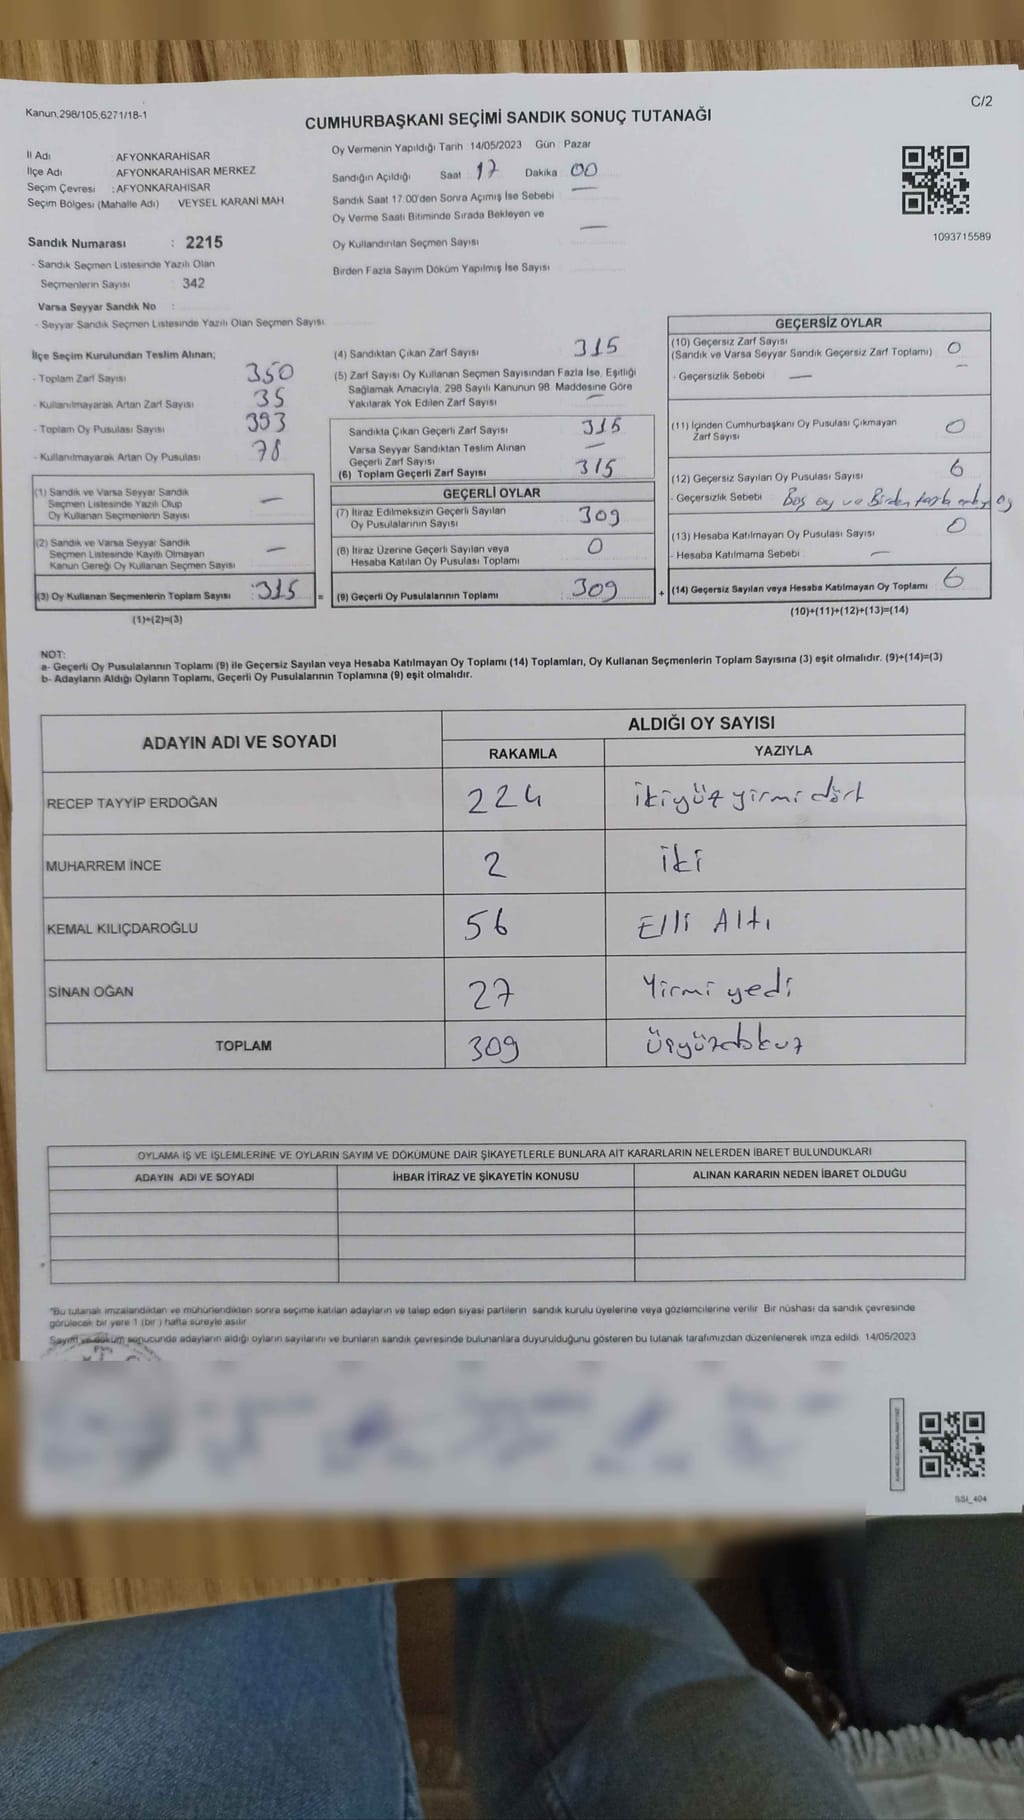 Kanun;298/105;6271/18-1
C/2
CUMHURBAŞKANI SEÇİMİ SANDIK SONUÇ TUTANAĞI
İl Adı : AFYONKARAHİSAR
İlçe Adı : AFYONKARAHİSAR MERKEZ
Seçim Çevresi : AFYONKARAHİSAR
Seçim Bölgesi (Mahalle Adı) VEYSEL KARANİ MAH
Sandık Numarası : 2215
- Sandık Seçmen Listesinde Yazılı Olan
Seçmenlerin Sayısı : 342
Varsa Seyyar Sandık No :
- Seyyar Sandık Seçmen Listesinde Yazılı Olan Seçmen Sayısı
Oy Vermenin Yapıldığı Tarih :14/05/2023 Gün Pazar
Sandığın Açıldığı Saat 17 Dakika 00
Sandık Saat 17:00'den Sonra Açımış İse Sebebi —
Oy Verme Saati Bitiminde Sırada Bekleyen ve
Oy Kullandırılan Seçmen Sayısı —
Birden Fazla Sayım Döküm Yapılmış İse Sayısı
1093715589
İlçe Seçim Kurulundan Teslim Alınan;
- Toplam Zarf Sayısı 350
- Kullanılmayarak Artan Zarf Sayısı 35
- Toplam Oy Pusulası Sayısı 393
- Kullanılmayarak Artan Oy Pusulası 78
(1) Sandık ve Varsa Seyyar Sandık
Seçmen Listesinde Yazılı Olup
Oy Kullanan Seçmenlerin Sayısı —
(2) Sandık ve Varsa Seyyar Sandık
Seçmen Listesinde Kayıtlı Olmayan
Kanun Gereği Oy Kullanan Seçmen Sayısı —
(3) Oy Kullanan Seçmenlerin Toplam Sayısı :315 =
(1)+(2)=(3)
(4) Sandıktan Çıkan Zarf Sayısı 315
(5) Zarf Sayısı Oy Kullanan Seçmen Sayısından Fazla İse, Eşitliği
Sağlamak Amacıyla, 298 Sayılı Kanunun 98. Maddesine Göre
Yakılarak Yok Edilen Zarf Sayısı —
Sandıkta Çıkan Geçerli Zarf Sayısı 315
Varsa Seyyar Sandıktan Teslim Alınan
Geçerli Zarf Sayısı —
(6) Toplam Geçerli Zarf Sayısı 315
GEÇERLİ OYLAR
(7) İtiraz Edilmeksizin Geçerli Sayılan
Oy Pusulalarının Sayısı 309
(8) İtiraz Üzerine Geçerli Sayılan veya
Hesaba Katılan Oy Pusulası Toplamı 0
(9) Geçerli Oy Pusulalarının Toplamı : 309 +
GEÇERSİZ OYLAR
(10) Geçersiz Zarf Sayısı
(Sandık ve Varsa Seyyar Sandık Geçersiz Zarf Toplamı) 0
- Geçersizlik Sebebi —
(11) İçinden Cumhurbaşkanı Oy Pusulası Çıkmayan
Zarf Sayısı 0
(12) Geçersiz Sayılan Oy Pusulası Sayısı 6
- Geçersizlik Sebebi Boş oy ve Birden fazla
(13) Hesaba Katılmayan Oy Pusulası Sayısı 0
- Hesaba Katılmama Sebebi —
(14) Geçersiz Sayılan veya Hesaba Katılmayan Oy Toplamı 6
(10)+(11)+(12)+(13)=(14)
NOT:
a- Geçerli Oy Pusulalarının Toplamı (9) ile Geçersiz Sayılan veya Hesaba Katılmayan Oy Toplamı (14) Toplamları, Oy Kullanan Seçmenlerin Toplam Sayısına (3) eşit olmalıdır. (9)+(14)=(3)
b- Adayların Aldığı Oyların Toplamı, Geçerli Oy Pusulalarının Toplamına (9) eşit olmalıdır.
ADAYIN ADI VE SOYADI ALDIĞI OY SAYISI
RAKAMLA YAZIYLA
RECEP TAYYİP ERDOĞAN 224 ikiyüz yirmi dört
MUHARREM İNCE 2 iki
KEMAL KILIÇDAROĞLU 56 Elli Altı
SİNAN OĞAN 27 Yirmi yedi
TOPLAM 309 üçyüzdokuz
OYLAMA İŞ VE İŞLEMLERİNE VE OYLARIN SAYIM VE DÖKÜMÜNE DAİR ŞİKAYETLERLE BUNLARA AİT KARARLARIN NELERDEN İBARET BULUNDUKLARI
ADAYIN ADI VE SOYADI İHBAR İTİRAZ VE ŞİKAYETİN KONUSU ALINAN KARARIN NEDEN İBARET OLDUĞU
"Bu tutanak imzalandıktan ve mühürlendikten sonra seçime katılan adayların ve talep eden siyasi partilerin sandık kurulu üyelerine veya gözlemcilerine verilir. Bir nüshası da sandık çevresinde
görülecek bir yere 1 (bir ) hafta süreyle asılır.
Sayım ve döküm sonucunda adayların aldığı oyların sayılarını ve bunların sandık çevresinde bulunanlara duyurulduğunu gösteren bu tutanak tarafımızdan düzenlenerek imza edildi. 14/05/2023
SSI_404